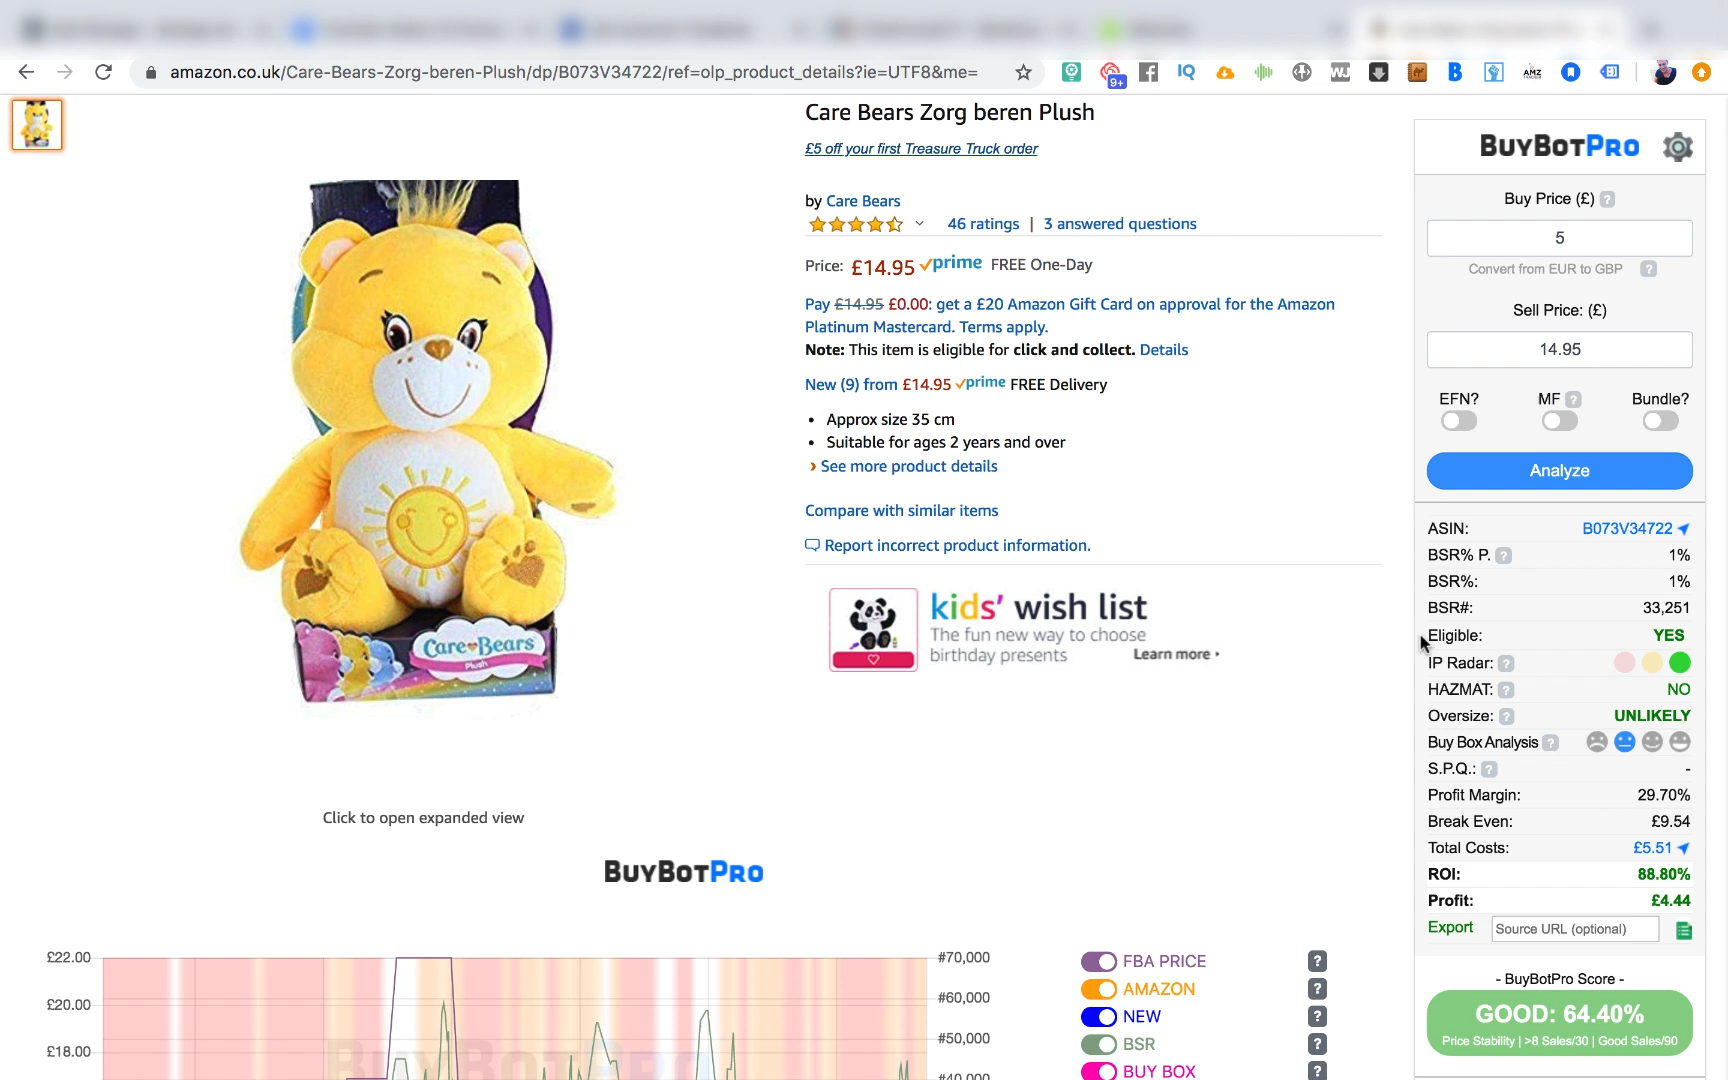 amazon.co.uk/Care-Bears-Zorg-beren-Plush/dp/B073V34722/ref=olp_product_details?ie=UTF8&me=
9+
IQ
WJ
B
AMZ
Care Bears Zorg beren Plush
£5 off your first Treasure Truck order
by Care Bears
46 ratings | 3 answered questions
Price: £14.95 prime FREE One-Day
Pay £14.95 £0.00: get a £20 Amazon Gift Card on approval for the Amazon
Platinum Mastercard. Terms apply.
Note: This item is eligible for click and collect. Details
New (9) from £14.95 prime FREE Delivery
• Approx size 35 cm
• Suitable for ages 2 years and over
› See more product details
Compare with similar items
Report incorrect product information.
kids' wish list
The fun new way to choose
birthday presents
Learn more ›
Care Bears
Plush
Click to open expanded view
BUYBOTPRO
£22.00
£20.00
£18.00
#70,000
#60,000
#50,000
#40,000
BUYBOTPRO
FBA PRICE ?
AMAZON ?
NEW ?
BSR ?
BUY BOX ?
BUYBOTPRO
Buy Price (£) ?
5
Convert from EUR to GBP ?
Sell Price: (£)
14.95
EFN? MF ? Bundle?
Analyze
ASIN: B073V34722
BSR% P. ? 1%
BSR%: 1%
BSR#: 33,251
Eligible: YES
IP Radar: ?
HAZMAT: ? NO
Oversize: ? UNLIKELY
Buy Box Analysis ?
S.P.Q.: ? -
Profit Margin: 29.70%
Break Even: £9.54
Total Costs: £5.51
ROI: 88.80%
Profit: £4.44
Export Source URL (optional)
- BuyBotPro Score -
GOOD: 64.40%
Price Stability | >8 Sales/30 | Good Sales/90